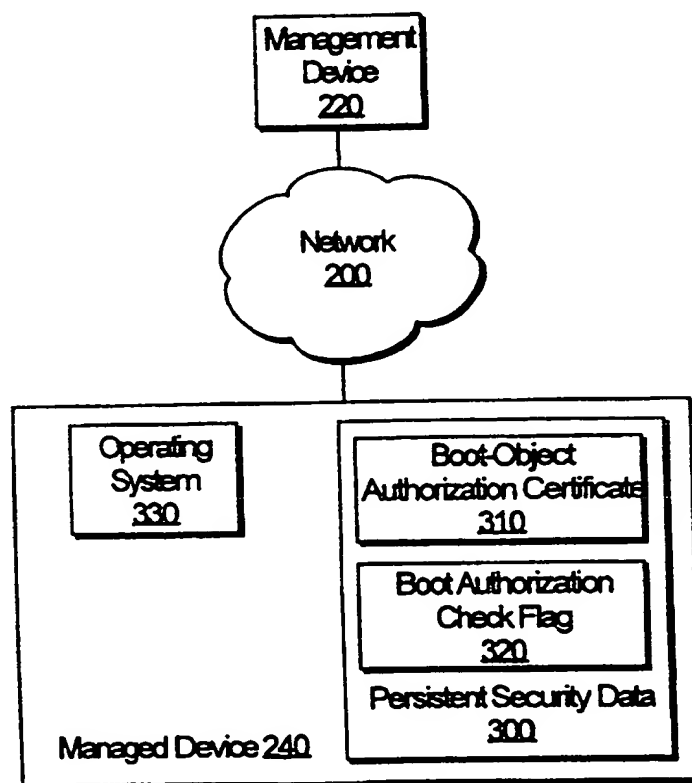 Management
Device
220
Network
200
Operating
System
330
Boot-Object
Authorization Certificate
310
Boot Authorization
Check Flag
320
Persistent Security Data
300
Managed Device 240